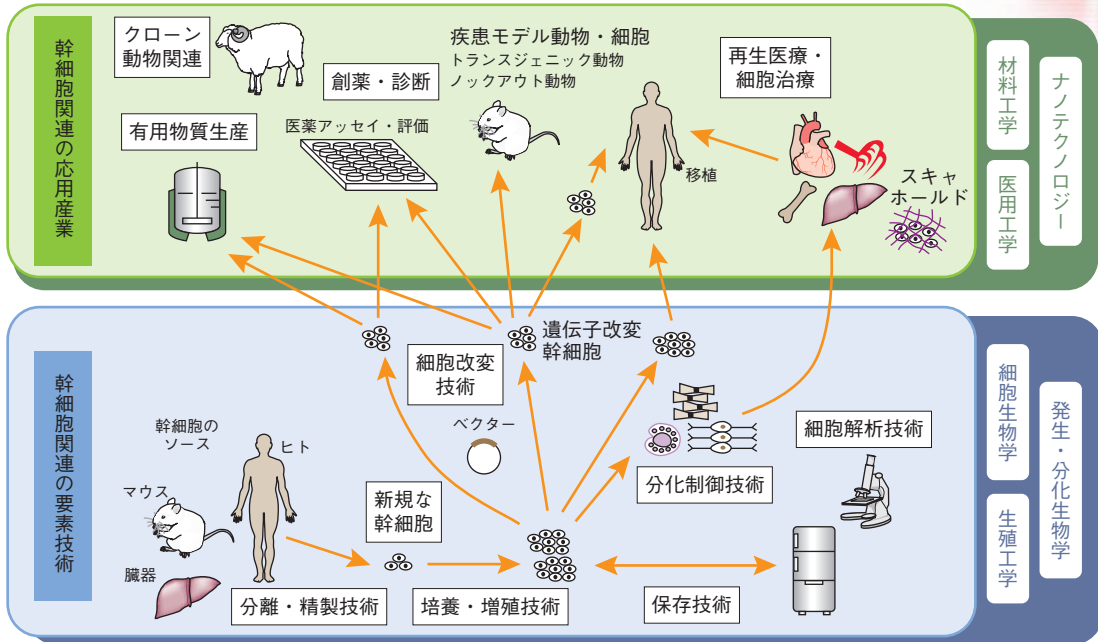 幹細胞関連の応用産業
クローン
動物関連
有用物質生産
創薬・診断
医薬アッセイ・評価
疾患モデル動物・細胞
トランスジェニック動物
ノックアウト動物
移植
再生医療・
細胞治療
スキャ
ホールド
材料工学
医用工学
ナノテクノロジー
幹細胞関連の要素技術
遺伝子改変
幹細胞
細胞改変
技術
ベクター
幹細胞の
ソース
ヒト
マウス
臓器
新規な
幹細胞
分離・精製技術
培養・増殖技術
保存技術
分化制御技術
細胞解析技術
細胞生物学
生殖工学
発生・分化生物学